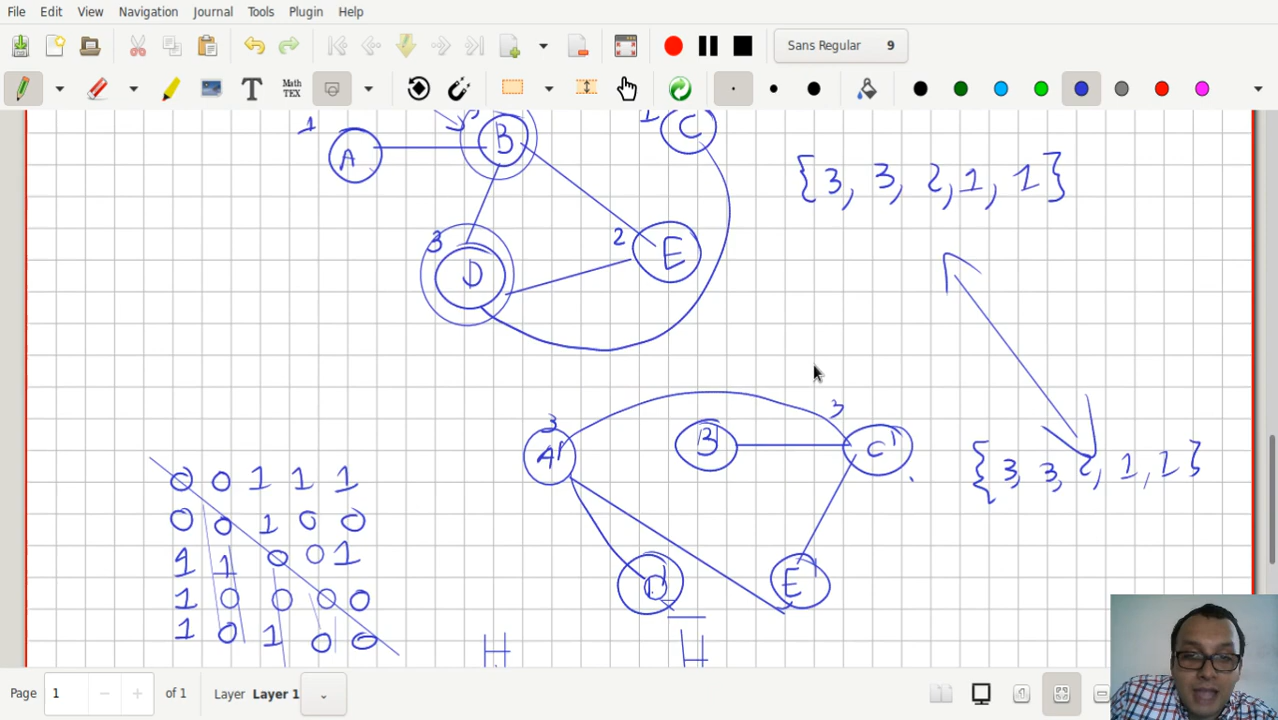 File Edit View Navigation Journal Tools Plugin Help
Sans Regular 9
T Math TEX
1 A B 1 C
{3, 3, 2, 1, 1}
3 D 2 E
3 A' B' 3 C'
{3, 3, 2, 1, 1}
0 0 1 1 1
0 0 1 0 0
1 1 0 0 1
1 0 0 0 0
1 0 1 0 0
D' E'
H H
Page 1 of 1 Layer Layer 1